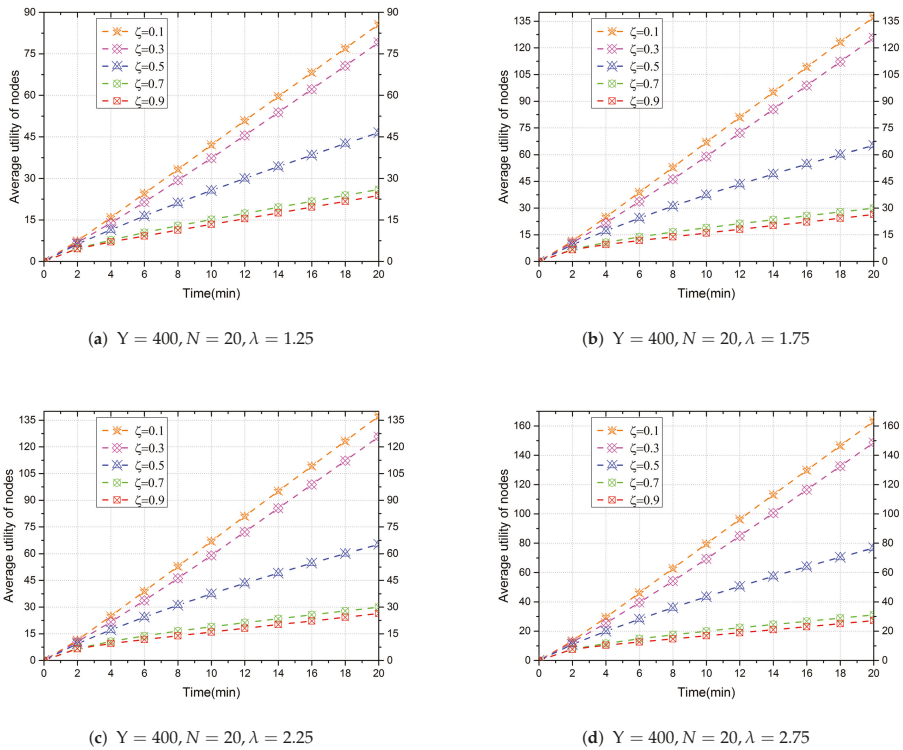 90
90
75
75
60
60
45
45
30
30
15
15
0
0
ζ=0.1
ζ=0.3
ζ=0.5
ζ=0.7
ζ=0.9
Average utility of nodes
0 2 4 6 8 10 12 14 16 18 20
Time(min)
(a) Υ = 400, N = 20, λ = 1.25
135
135
120
120
105
105
90
90
75
75
60
60
45
45
30
30
15
15
0
0
ζ=0.1
ζ=0.3
ζ=0.5
ζ=0.7
ζ=0.9
Average utility of nodes
0 2 4 6 8 10 12 14 16 18 20
Time(min)
(b) Υ = 400, N = 20, λ = 1.75
135
135
120
120
105
105
90
90
75
75
60
60
45
45
30
30
15
15
0
0
ζ=0.1
ζ=0.3
ζ=0.5
ζ=0.7
ζ=0.9
Average utility of nodes
0 2 4 6 8 10 12 14 16 18 20
Time(min)
(c) Υ = 400, N = 20, λ = 2.25
160
160
140
140
120
120
100
100
80
80
60
60
40
40
20
20
0
0
ζ=0.1
ζ=0.3
ζ=0.5
ζ=0.7
ζ=0.9
Average utility of nodes
0 2 4 6 8 10 12 14 16 18 20
Time(min)
(d) Υ = 400, N = 20, λ = 2.75